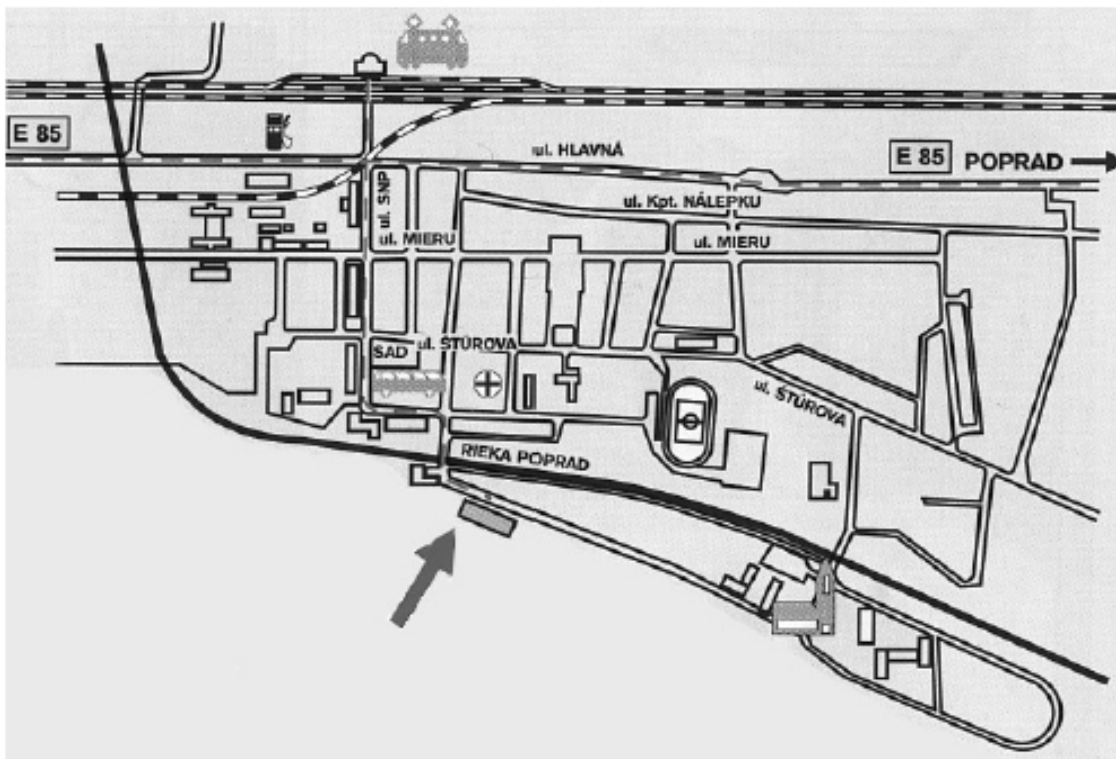 E 85
ul. HLAVNÁ
E 85
POPRAD
ul. SNP
ul. Kpt. NÁLEPKU
ul. MIERU
ul. MIERU
ul. ŠTÚROVA
SAD
ul. ŠTÚROVA
RIEKA POPRAD